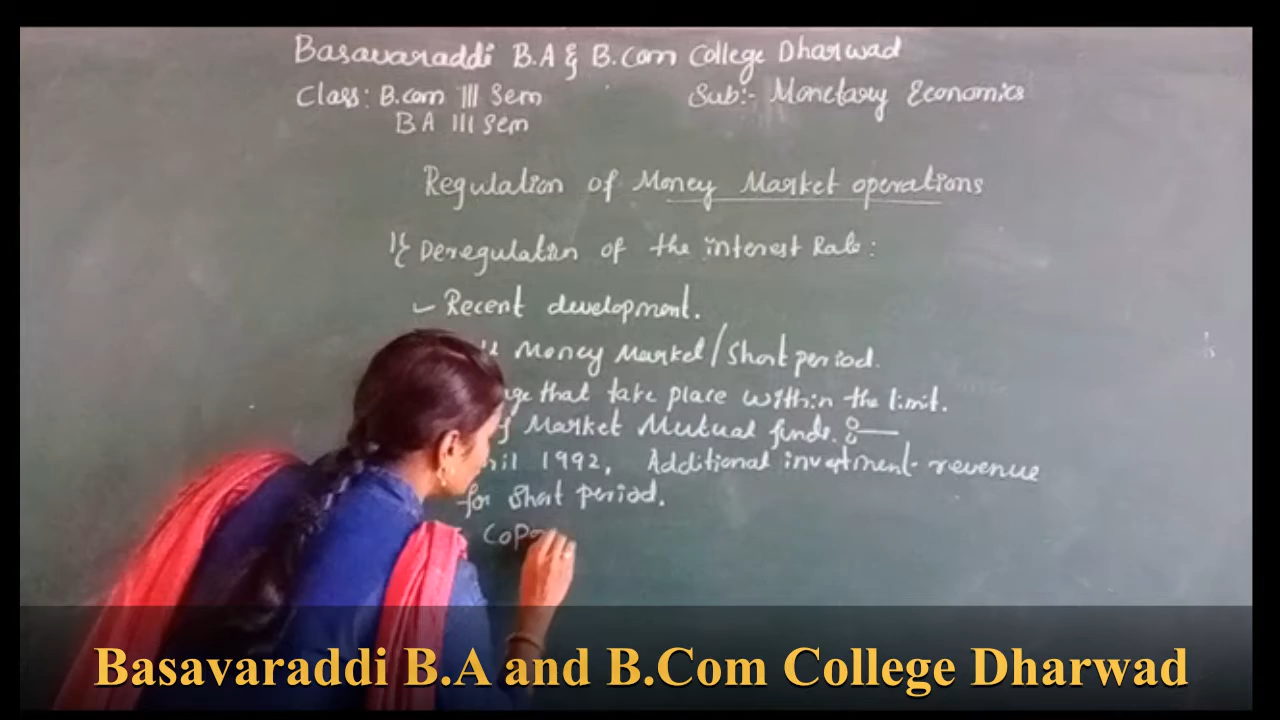 Basavaraddi B.A & B.Com College Dharwad
Class: B.com III Sem Sub:- Monetary Economics
B A III Sem
Regulation of Money Market operations
1} Deregulation of the interest Rate:
Recent development.
Money Market/Short period.
that take place within the limit.
Market Mutual funds.
1992, Additional investment revenue
for Short period.
Basavaraddi B.A and B.Com College Dharwad